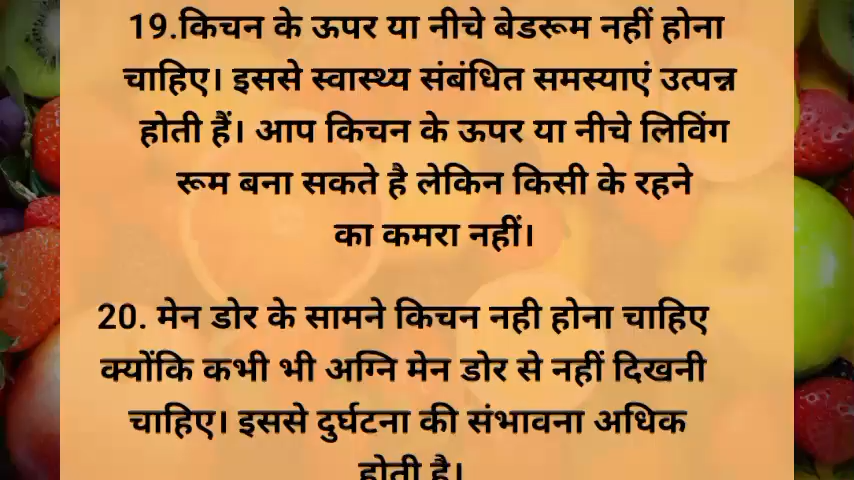 19.किचन के ऊपर या नीचे बेडरूम नहीं होना
चाहिए। इससे स्वास्थ्य संबंधित समस्याएं उत्पन्न
होती हैं। आप किचन के ऊपर या नीचे लिविंग
रूम बना सकते है लेकिन किसी के रहने
का कमरा नहीं।
20. मेन डोर के सामने किचन नही होना चाहिए
क्योंकि कभी भी अग्नि मेन डोर से नहीं दिखनी
चाहिए। इससे दुर्घटना की संभावना अधिक
होती है।